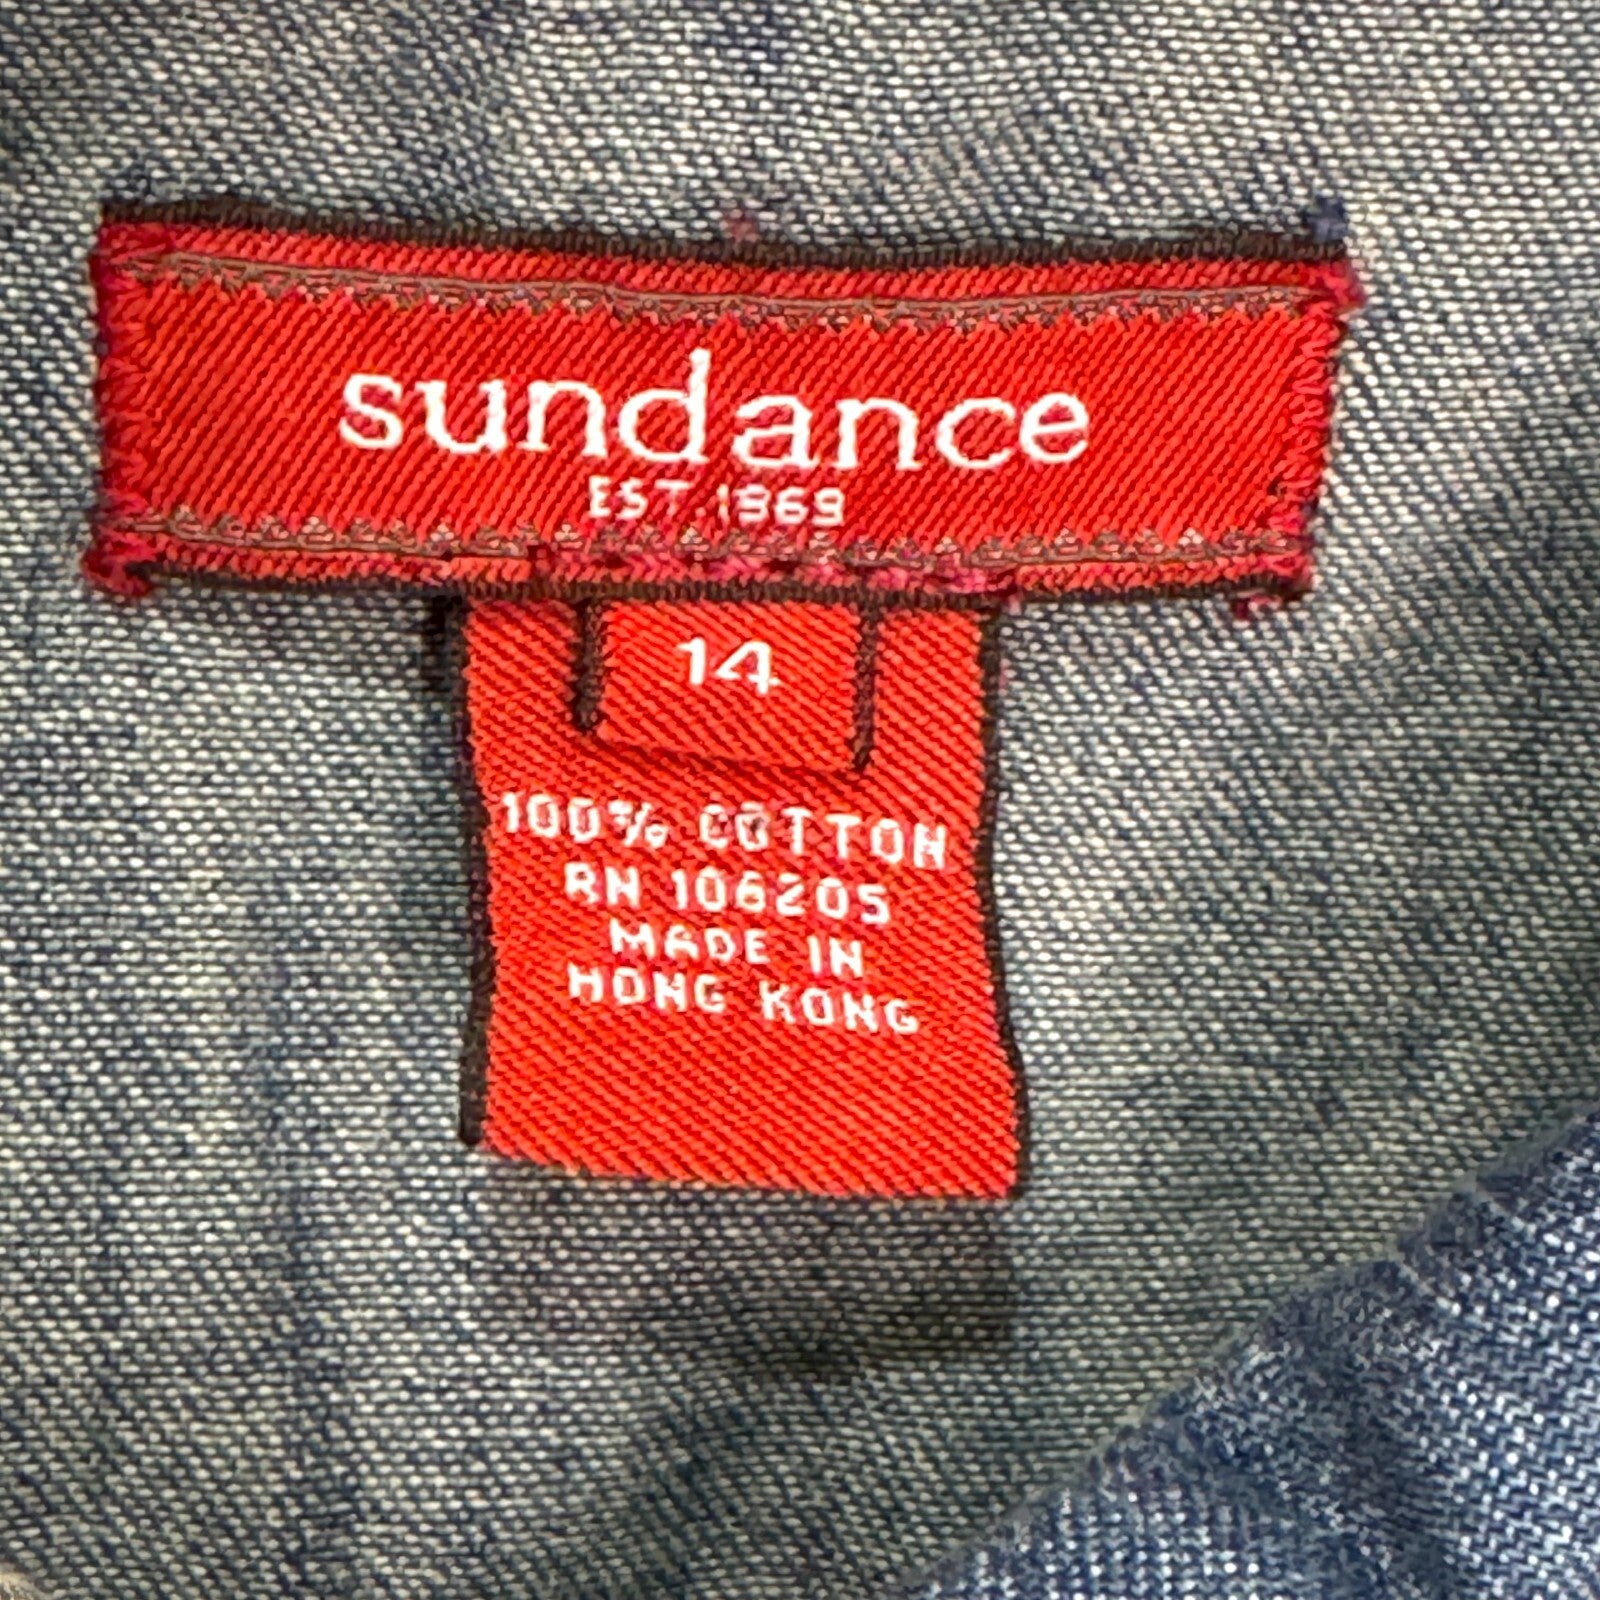 sundance
EST.1969
14
100% COTTON
RN 106205
MADE IN
HONG KONG